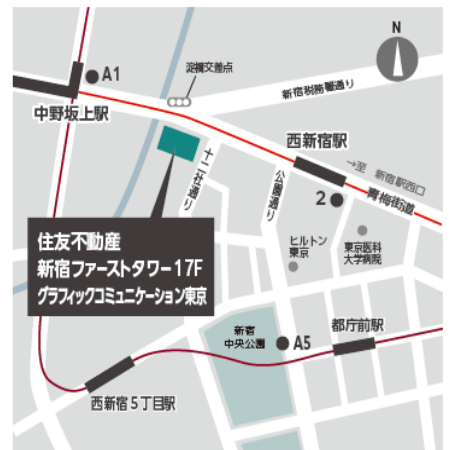 N
A1
淀橋交差点
新宿税務署通り
中野坂上駅
西新宿駅
→至 新宿駅西口
十二社通り
公園通り
2
青梅街道
住友不動産
新宿ファーストタワー17F
グラフィックコミュニケーション東京
ヒルトン
東京
東京医科
大学病院
新宿
中央公園
A5
都庁前駅
西新宿5丁目駅